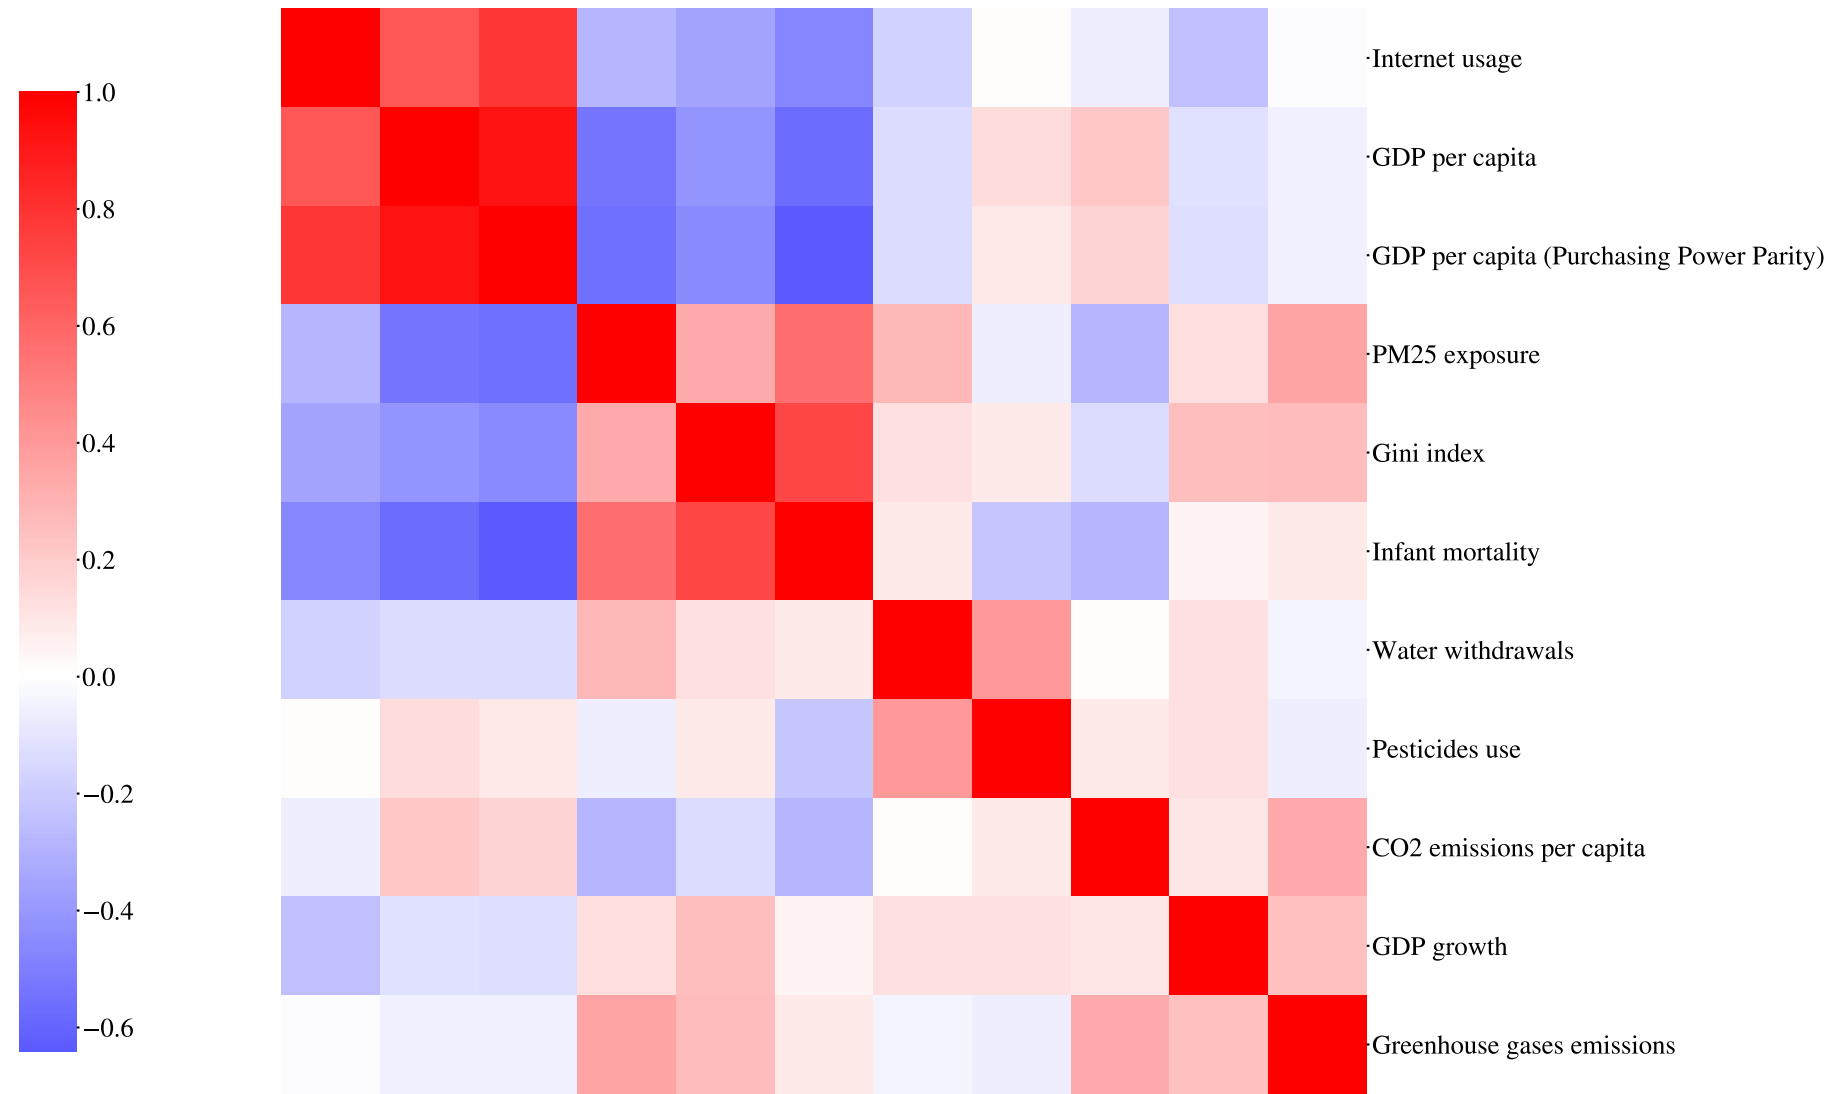 1.0
0.8
0.6
0.4
0.2
0.0
−0.2
−0.4
−0.6
Internet usage
GDP per capita
GDP per capita (Purchasing Power Parity)
PM25 exposure
Gini index
Infant mortality
Water withdrawals
Pesticides use
CO2 emissions per capita
GDP growth
Greenhouse gases emissions